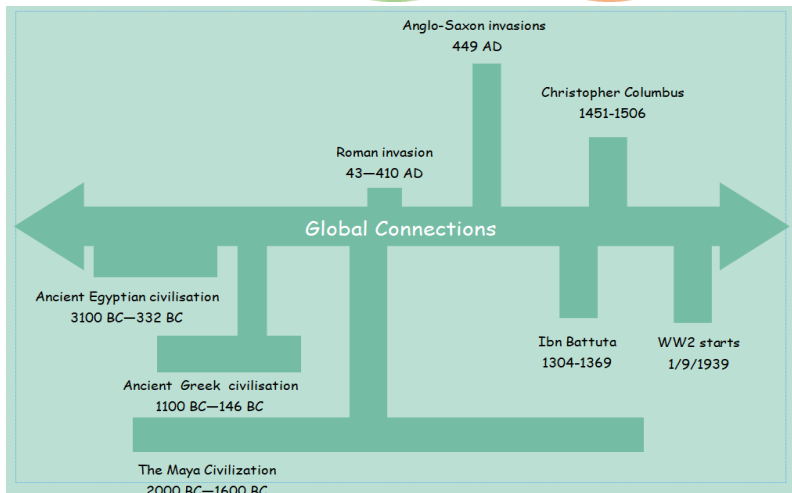 Anglo-Saxon invasions
449 AD
Christopher Columbus
1451-1506
Roman invasion
43—410 AD
Global Connections
Ancient Egyptian civilisation
3100 BC—332 BC
Ibn Battuta
1304-1369
WW2 starts
1/9/1939
Ancient Greek civilisation
1100 BC—146 BC
The Maya Civilization
2000 BC—1600 BC